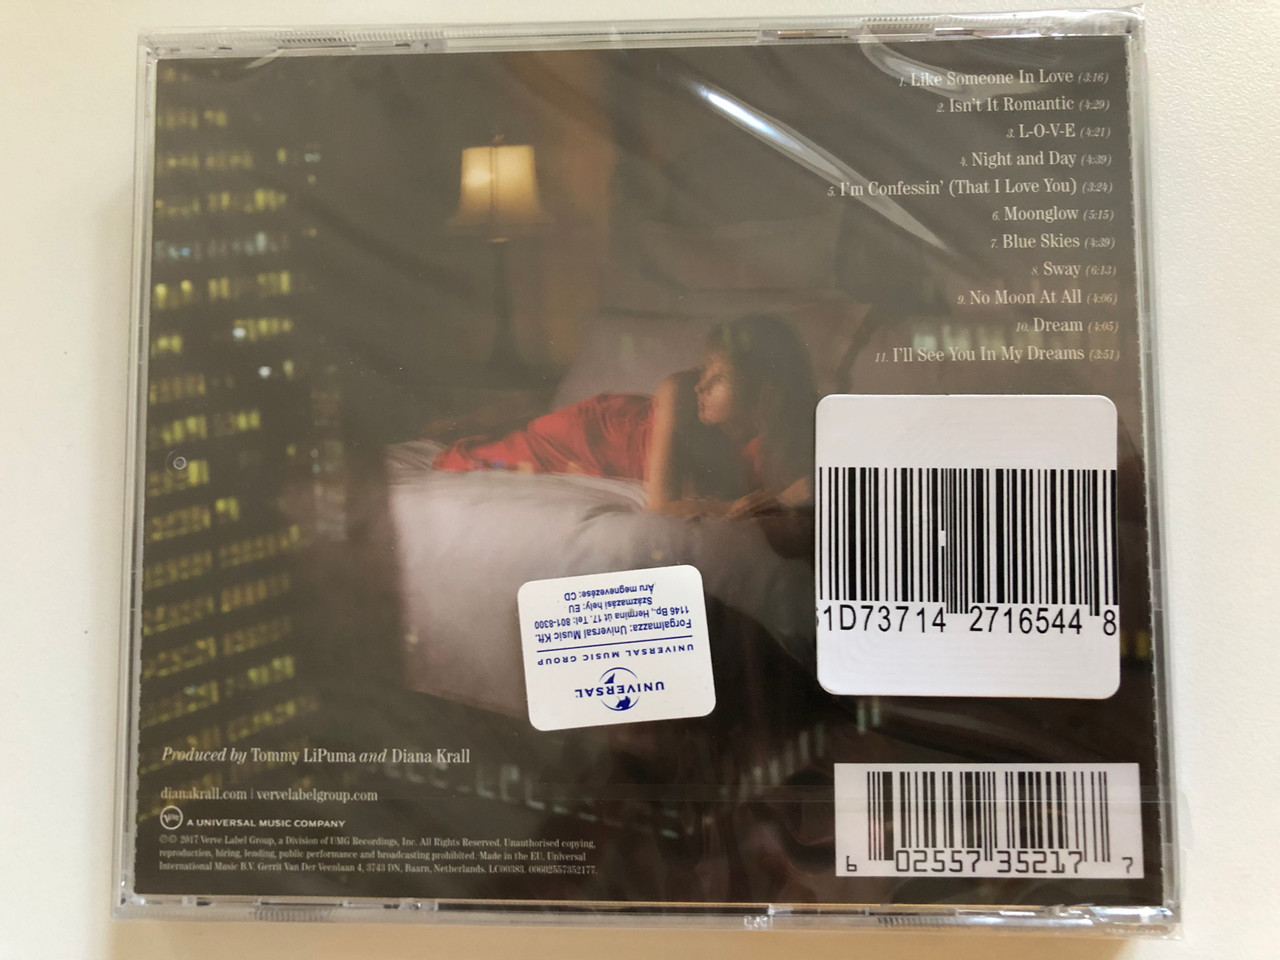 1. Like Someone In Love (3:16)
2. Isn't It Romantic (4:29)
3. L-O-V-E (4:21)
4. Night and Day (4:39)
5. I'm Confessin' (That I Love You) (3:24)
6. Moonglow (5:15)
7. Blue Skies (4:39)
8. Sway (6:13)
9. No Moon At All (4:06)
10. Dream (4:05)
11. I'll See You In My Dreams (3:51)
1D73714 2716544 8
UNIVERSAL
UNIVERSAL MUSIC GROUP
Forgalmazza: Universal Music Kft.
1146 Bp., Hermina út 17. Tel: 801-8300
Származási hely: EU
Áru megnevezése: CD
Produced by Tommy LiPuma and Diana Krall
dianakrall.com | vervelabelgroup.com
Verve A UNIVERSAL MUSIC COMPANY
℗© 2017 Verve Label Group, a Division of UMG Recordings, Inc. All Rights Reserved. Unauthorised copying,
reproduction, hiring, lending, public performance and broadcasting prohibited. Made in the EU. Universal
International Music B.V. Gerrit Van Der Veenlaan 4, 3743 DN, Baarn, Netherlands. LC00383. 00602557352177.
6 02557 35217 7